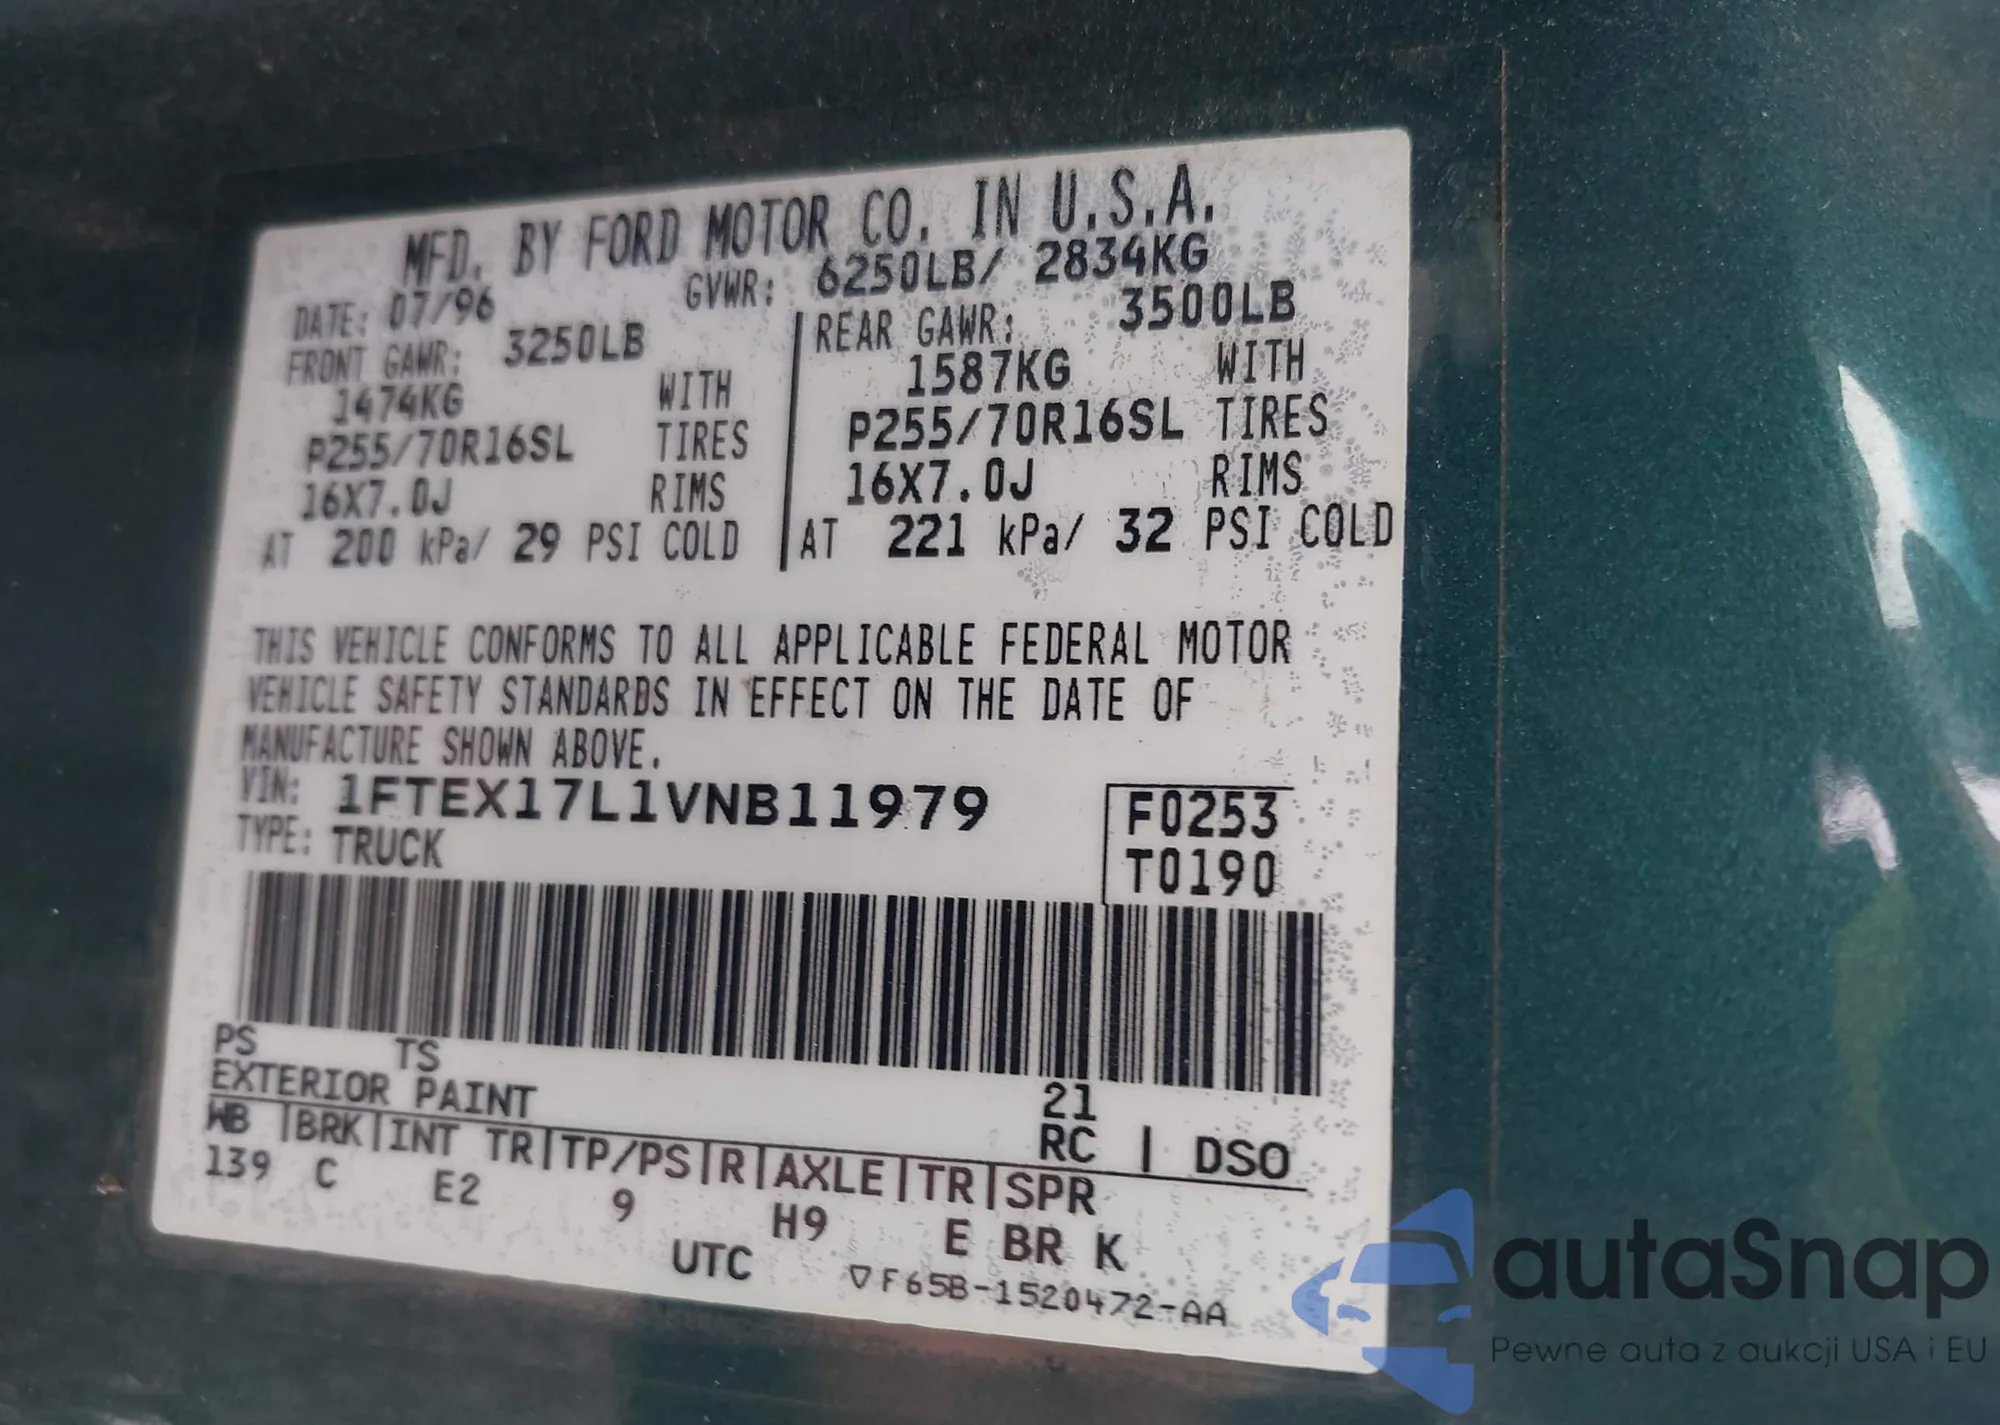 MFD. BY FORD MOTOR CO. IN U.S.A.
DATE: 07/96 GVWR: 6250LB/ 2834KG
FRONT GAWR: 3250LB REAR GAWR: 3500LB
1474KG WITH 1587KG WITH
P255/70R16SL TIRES P255/70R16SL TIRES
16X7.0J RIMS 16X7.0J RIMS
AT 200 kPa/ 29 PSI COLD AT 221 kPa/ 32 PSI COLD
THIS VEHICLE CONFORMS TO ALL APPLICABLE FEDERAL MOTOR
VEHICLE SAFETY STANDARDS IN EFFECT ON THE DATE OF
MANUFACTURE SHOWN ABOVE.
VIN: 1FTEX17L1VNB11979 F0253
TYPE: TRUCK T0190
PS TS 21
EXTERIOR PAINT RC | DSO
WB |BRK|INT TR|TP/PS|R|AXLE|TR|SPR
139 C E2 9 H9 E BR K
UTC ▽F65B-1520472-AA
autaSnap
Pewne auta z aukcji USA i EU